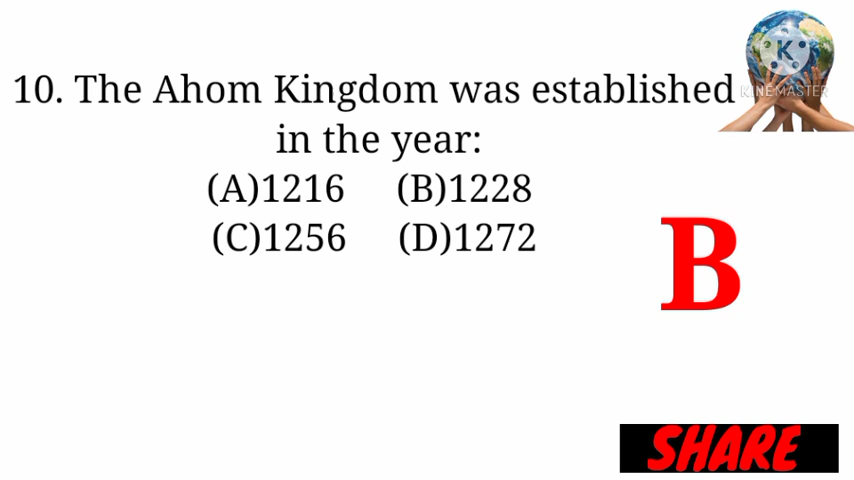 10. The Ahom Kingdom was established
in the year:
(A)1216 (B)1228
(C)1256 (D)1272
B
K
KINEMASTER
SHARE